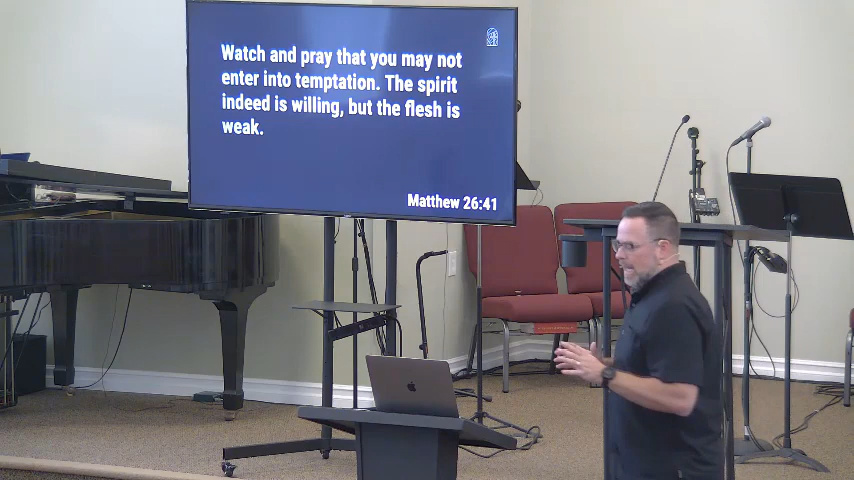 Watch and pray that you may not
enter into temptation. The spirit
indeed is willing, but the flesh is
weak.
Matthew 26:41